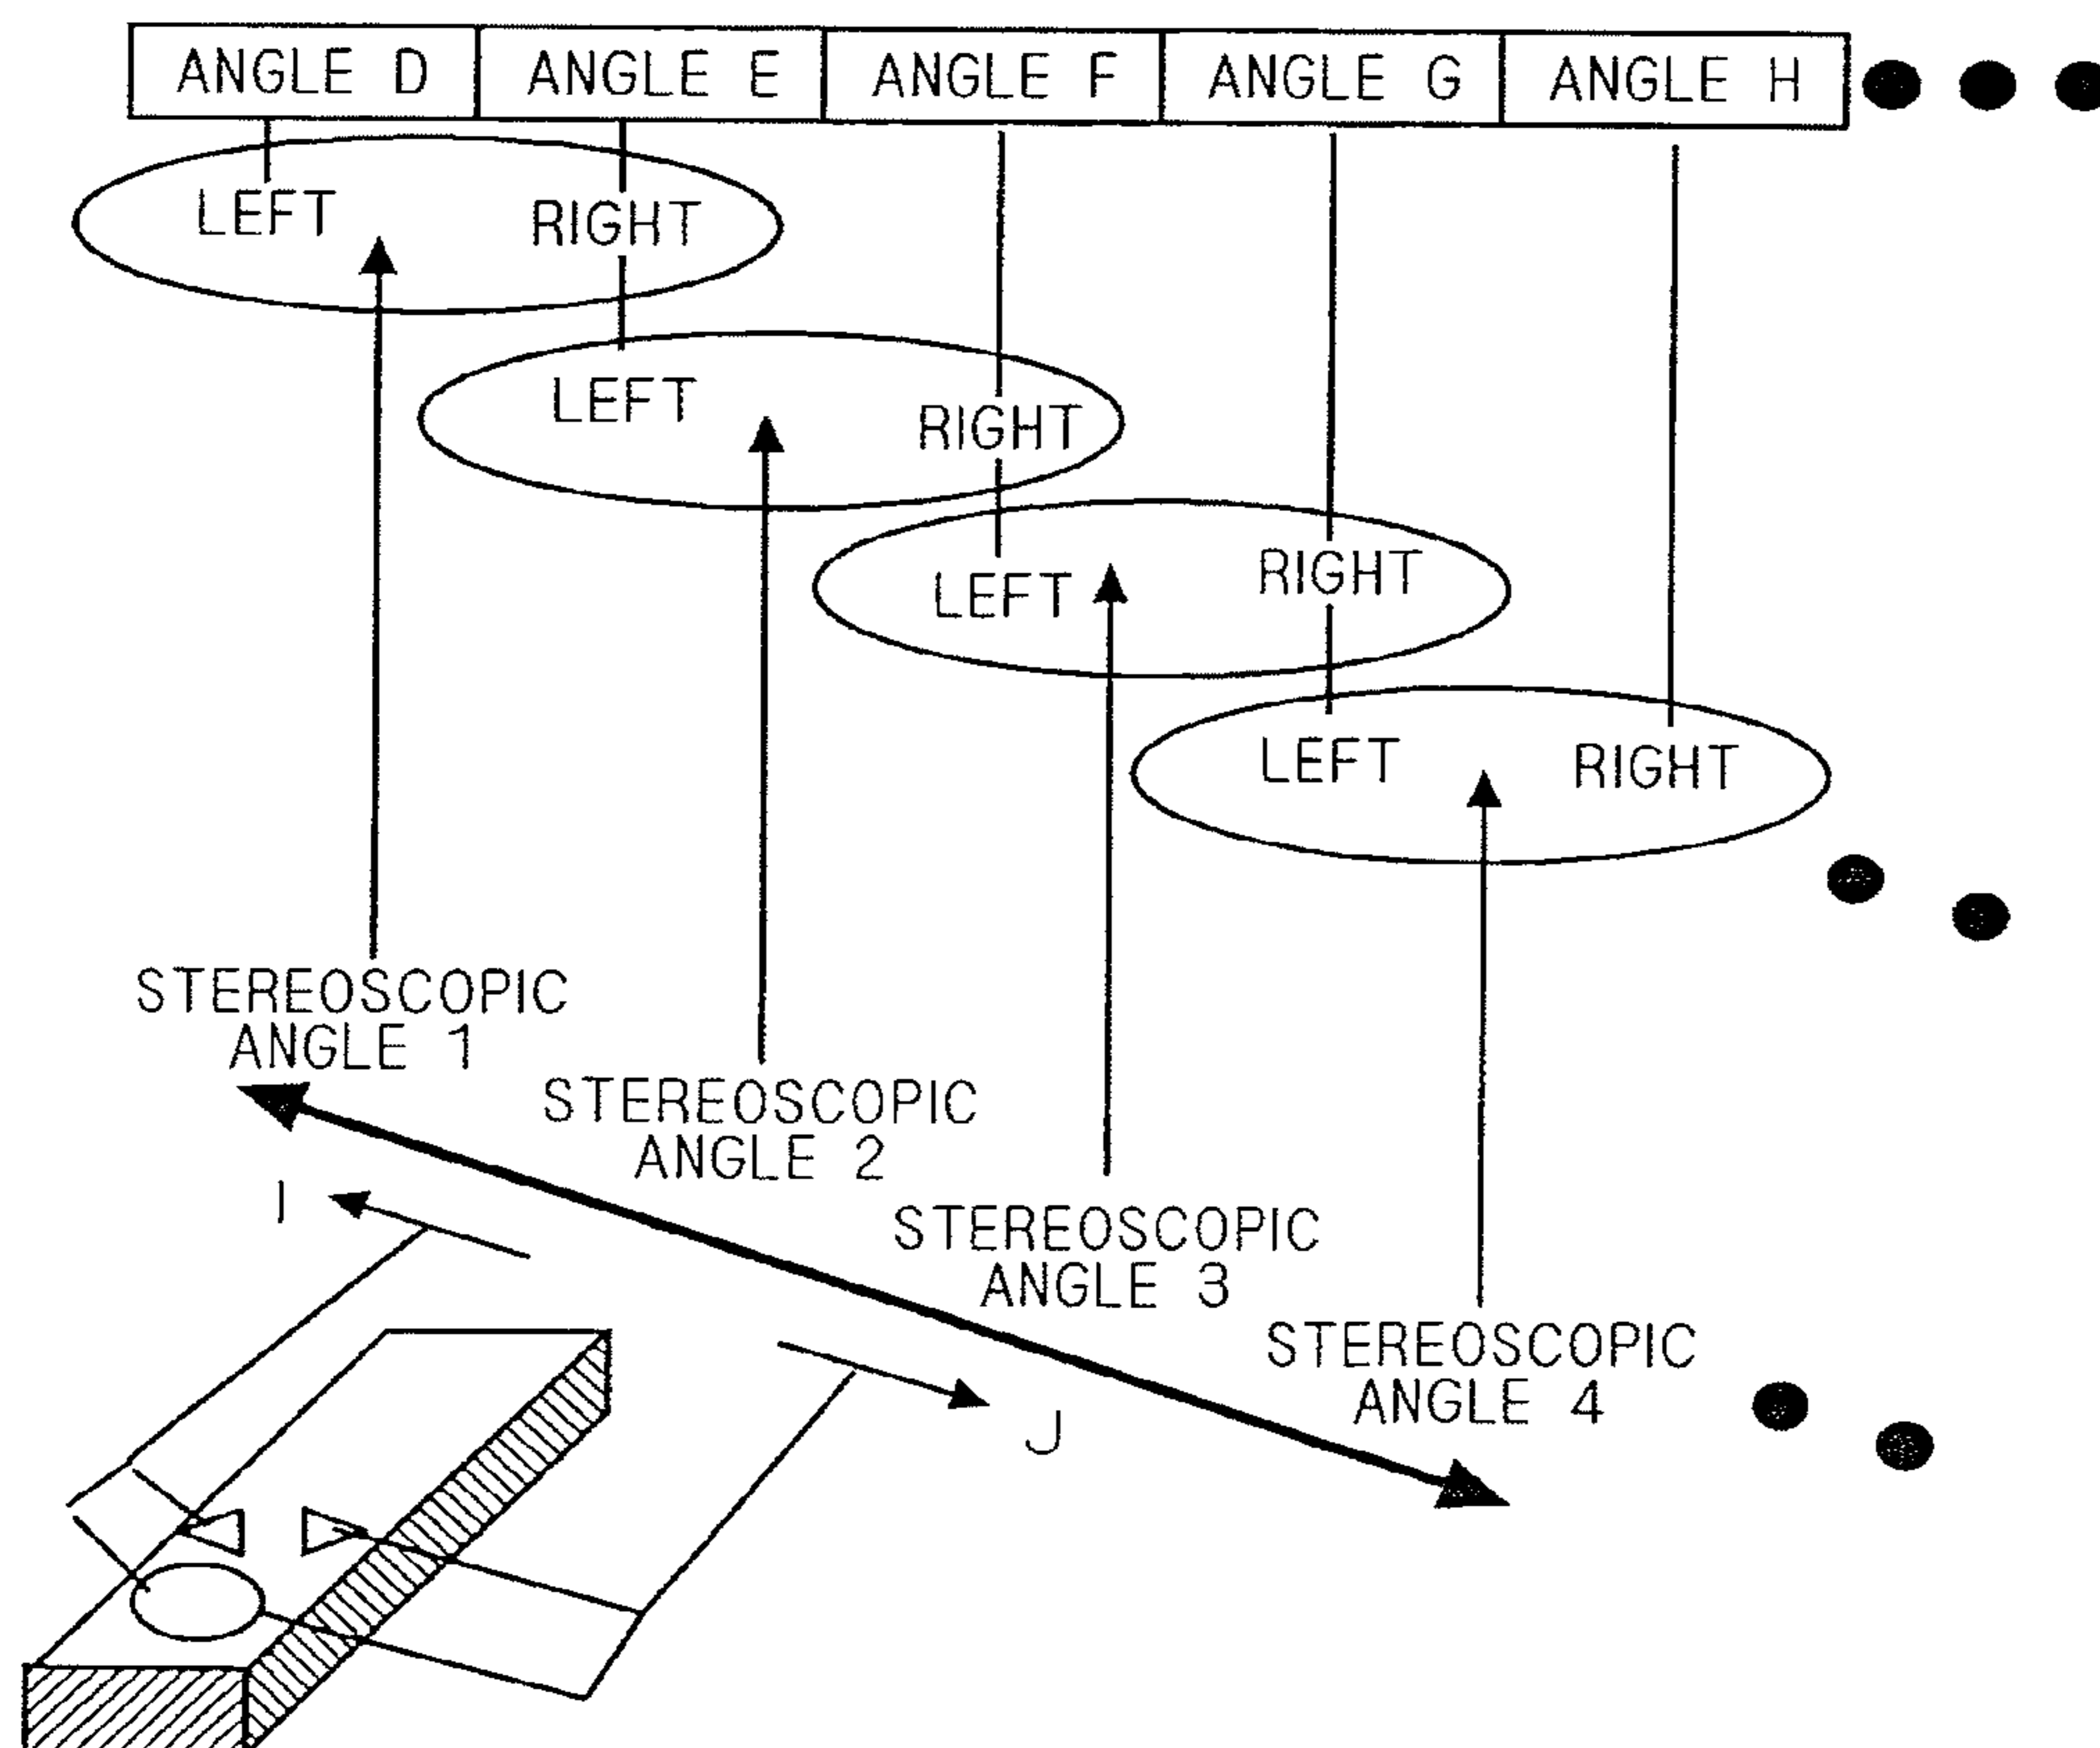 ANGLE D ANGLE E ANGLE F ANGLE G ANGLE H
LEFT RIGHT
LEFT RIGHT
LEFT RIGHT
LEFT RIGHT
STEREOSCOPIC
ANGLE 1
STEREOSCOPIC
ANGLE 2
STEREOSCOPIC
ANGLE 3
STEREOSCOPIC
ANGLE 4
I
J